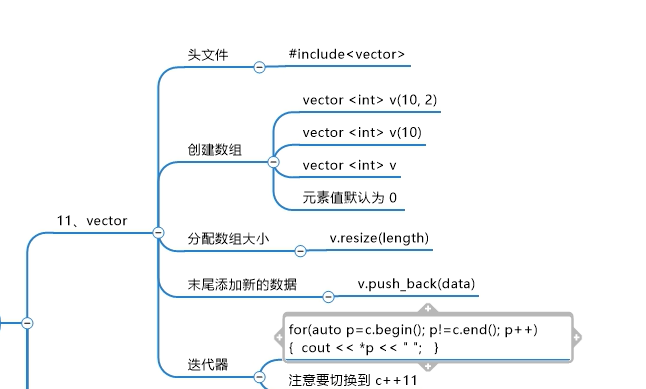 头文件
#include<vector>
vector <int> v(10, 2)
创建数组
vector <int> v(10)
vector <int> v
元素值默认为 0
11、vector
分配数组大小
v.resize(length)
末尾添加新的数据
v.push_back(data)
for(auto p=c.begin(); p!=c.end(); p++)
{ cout << *p << " "; }
迭代器
注意要切换到 c++11